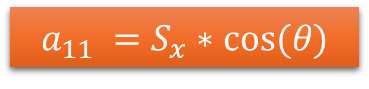 a₁₁ = Sₓ * cos(θ)